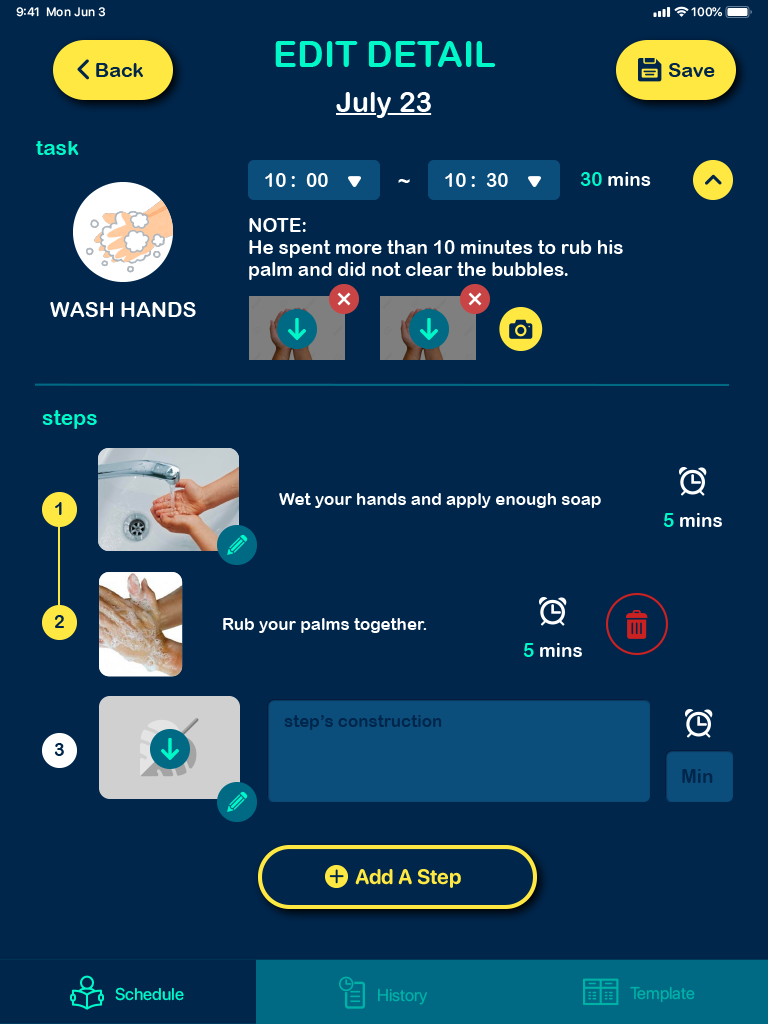 9:41 Mon Jun 3
100%
Back
EDIT DETAIL
Save
July 23
task
10 : 00
~
10 : 30
30 mins
NOTE:
He spent more than 10 minutes to rub his
palm and did not clear the bubbles.
WASH HANDS
steps
1
Wet your hands and apply enough soap
5 mins
2
Rub your palms together.
5 mins
3
step's construction
Min
Add A Step
Schedule
History
Template